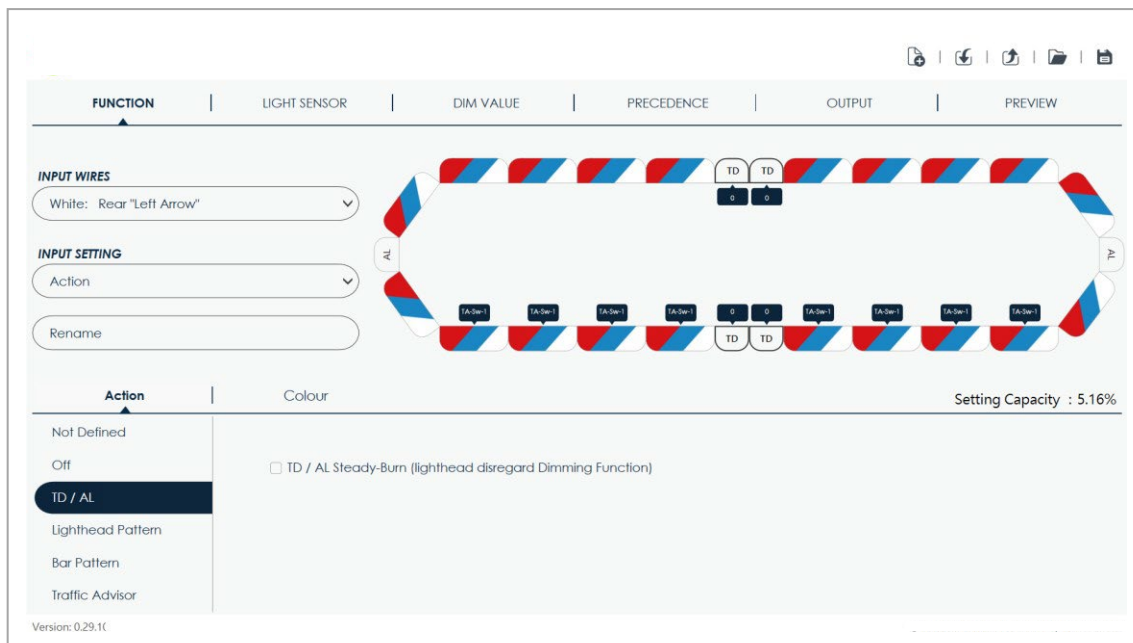 FUNCTION | LIGHT SENSOR | DIM VALUE | PRECEDENCE | OUTPUT | PREVIEW
INPUT WIRES
White: Rear "Left Arrow"
INPUT SETTING
Action
Rename
TD TD
0 0
AL AL
TA-Sw-1 TA-Sw-1 TA-Sw-1 TA-Sw-1 0 0 TA-Sw-1 TA-Sw-1 TA-Sw-1 TA-Sw-1
TD TD
Action | Colour
Setting Capacity : 5.16%
Not Defined
Off
TD / AL Steady-Burn (lighthead disregard Dimming Function)
TD / AL
Lighthead Pattern
Bar Pattern
Traffic Advisor
Version: 0.29.1